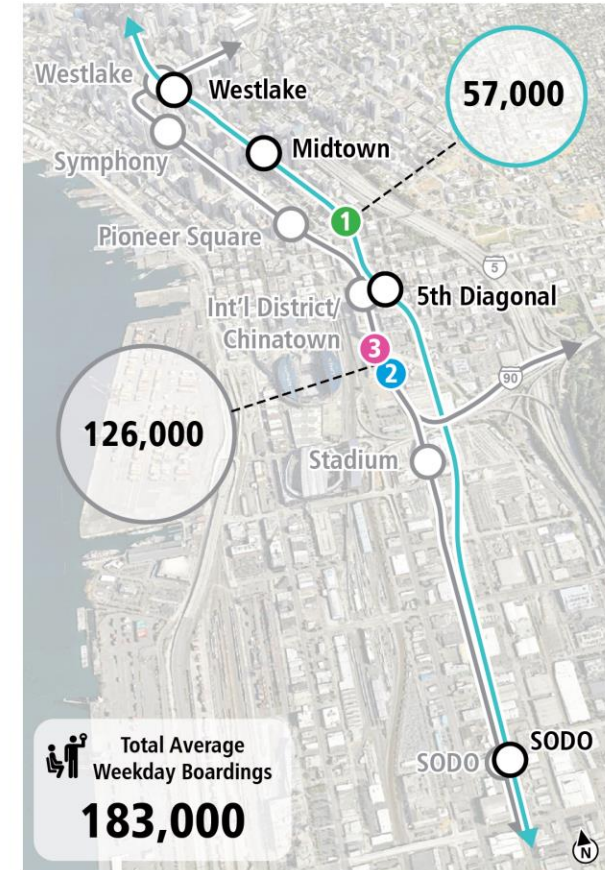 Westlake
Westlake
57,000
Symphony
Midtown
Pioneer Square
1
5
Int'l District/
Chinatown
5th Diagonal
3
2
90
126,000
Stadium
Total Average
Weekday Boardings
183,000
SODO
SODO
N